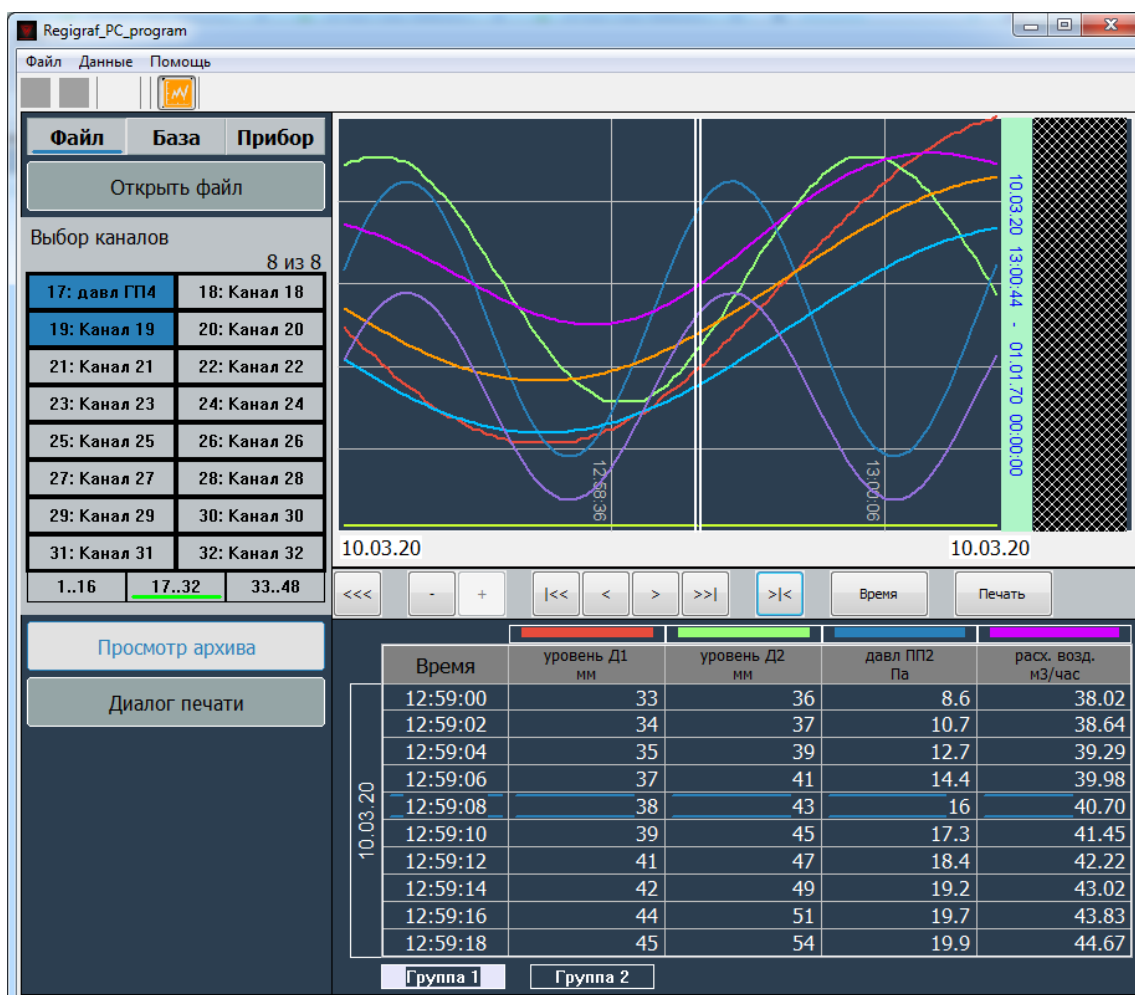 Regigraf_PC_program
Файл Данные Помощь
Файл База Прибор
Открыть файл
Выбор каналов
8 из 8
17: давл ГП4 18: Канал 18
19: Канал 19 20: Канал 20
21: Канал 21 22: Канал 22
23: Канал 23 24: Канал 24
25: Канал 25 26: Канал 26
27: Канал 27 28: Канал 28
29: Канал 29 30: Канал 30
31: Канал 31 32: Канал 32
1..16 17..32 33..48
Просмотр архива
Диалог печати
12:58:36
13:00:06
10.03.20 13:00:44 - 01.01.70 00:00:00
10.03.20 10.03.20
<<< - + |<< < > >>| >|< Время Печать
Время уровень Д1 мм уровень Д2 мм давл ПП2 Па расх. возд. м3/час
10.03.20
12:59:00 33 36 8.6 38.02
12:59:02 34 37 10.7 38.64
12:59:04 35 39 12.7 39.29
12:59:06 37 41 14.4 39.98
12:59:08 38 43 16 40.70
12:59:10 39 45 17.3 41.45
12:59:12 41 47 18.4 42.22
12:59:14 42 49 19.2 43.02
12:59:16 44 51 19.7 43.83
12:59:18 45 54 19.9 44.67
Группа 1 Группа 2